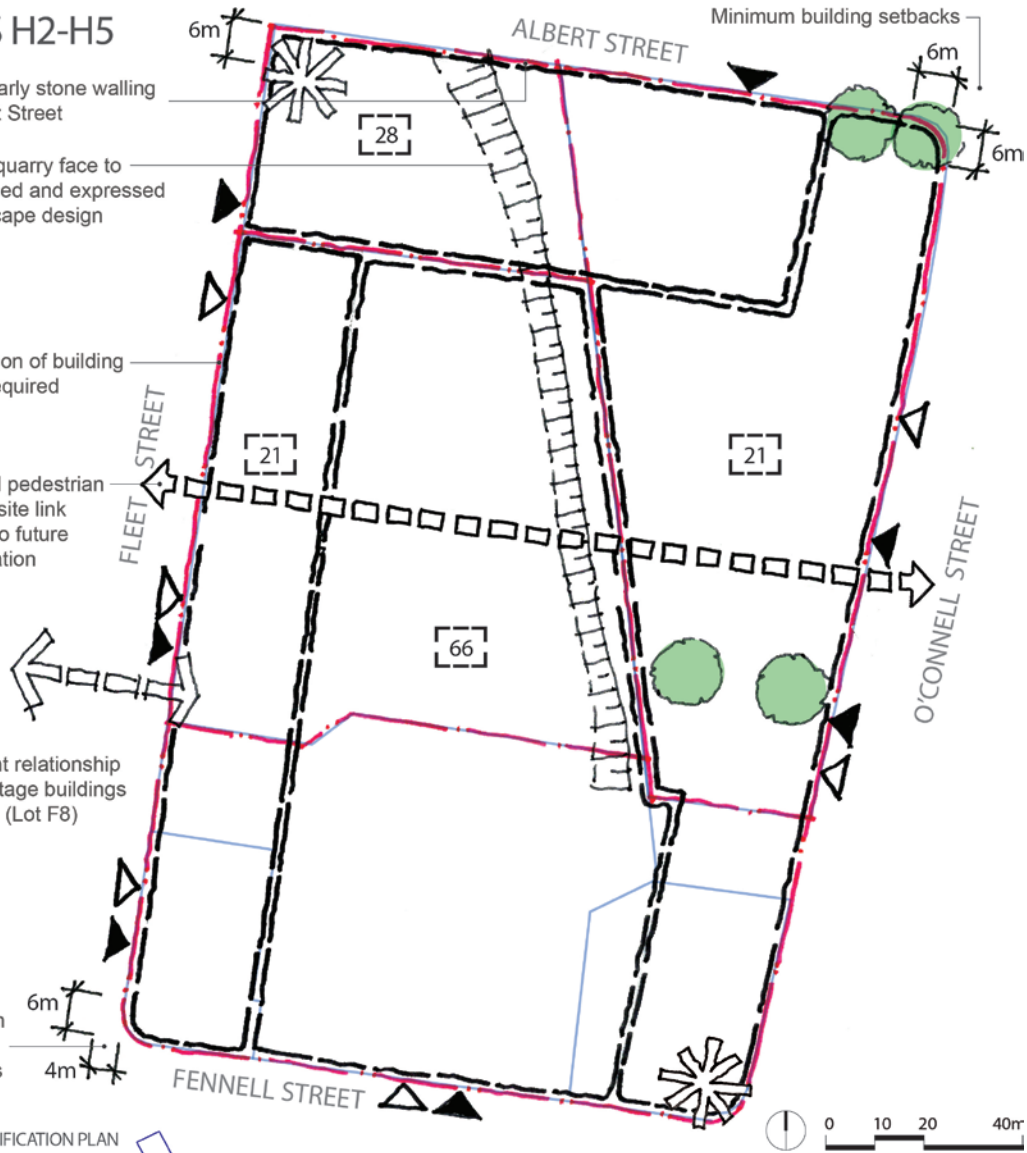 H2-H5
6m
ALBERT STREET
Minimum building setbacks
6m
6m
arly stone walling
Street
28
quarry face to
ed and expressed
cape design
on of building
equired
FLEET STREET
21
21
pedestrian
site link
o future
ation
O'CONNELL STREET
66
t relationship
tage buildings
(Lot F8)
6m
4m
FENNELL STREET
IFICATION PLAN
0 10 20 40m